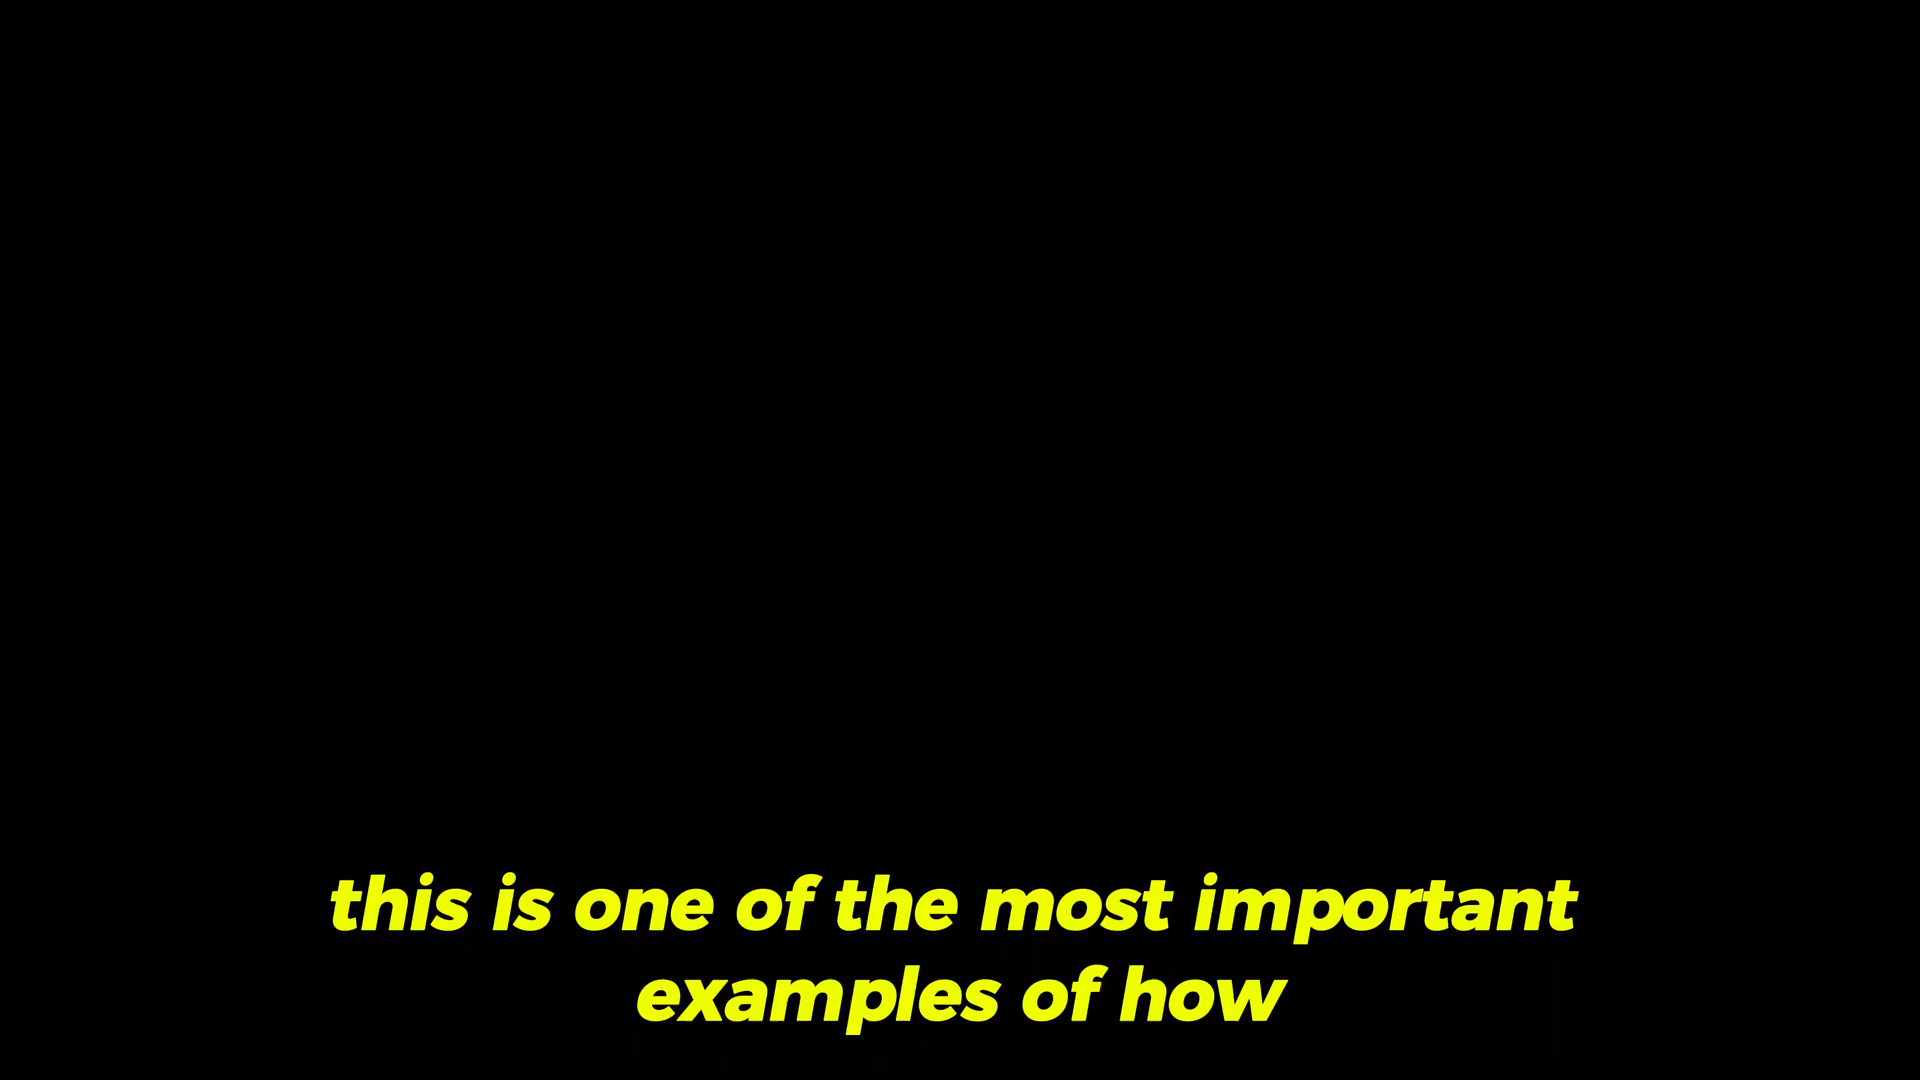 this is one of the most important
examples of how